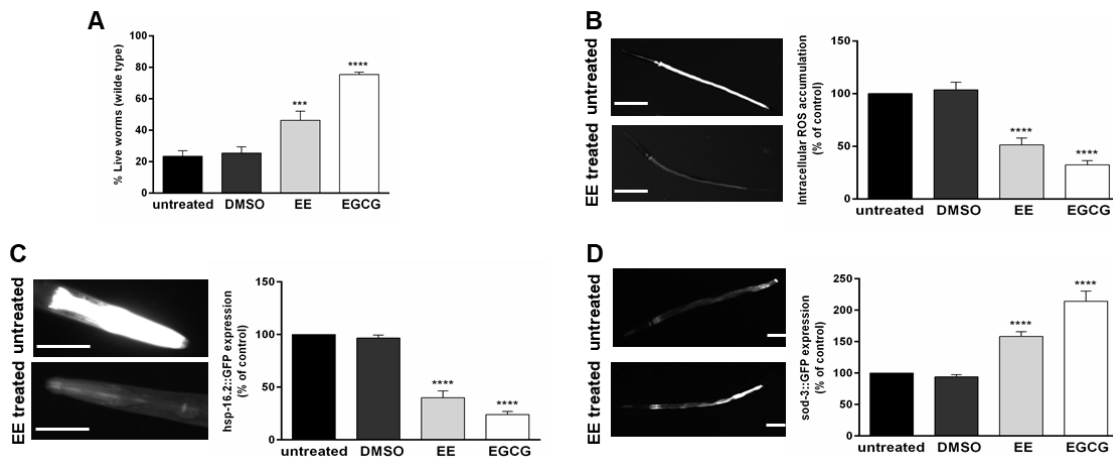 A
% Live worms (wilde type)
100
80
60
40
20
0
***
****
untreated DMSO EE EGCG
B
untreated
EE treated
Intracellular ROS accumulation
(% of control)
150
100
50
0
****
****
untreated DMSO EE EGCG
C
untreated
EE treated
hsp-16.2::GFP expression
(% of control)
150
100
50
0
****
****
untreated DMSO EE EGCG
D
untreated
EE treated
sod-3::GFP expression
(% of control)
250
200
150
100
50
0
****
****
untreated DMSO EE EGCG